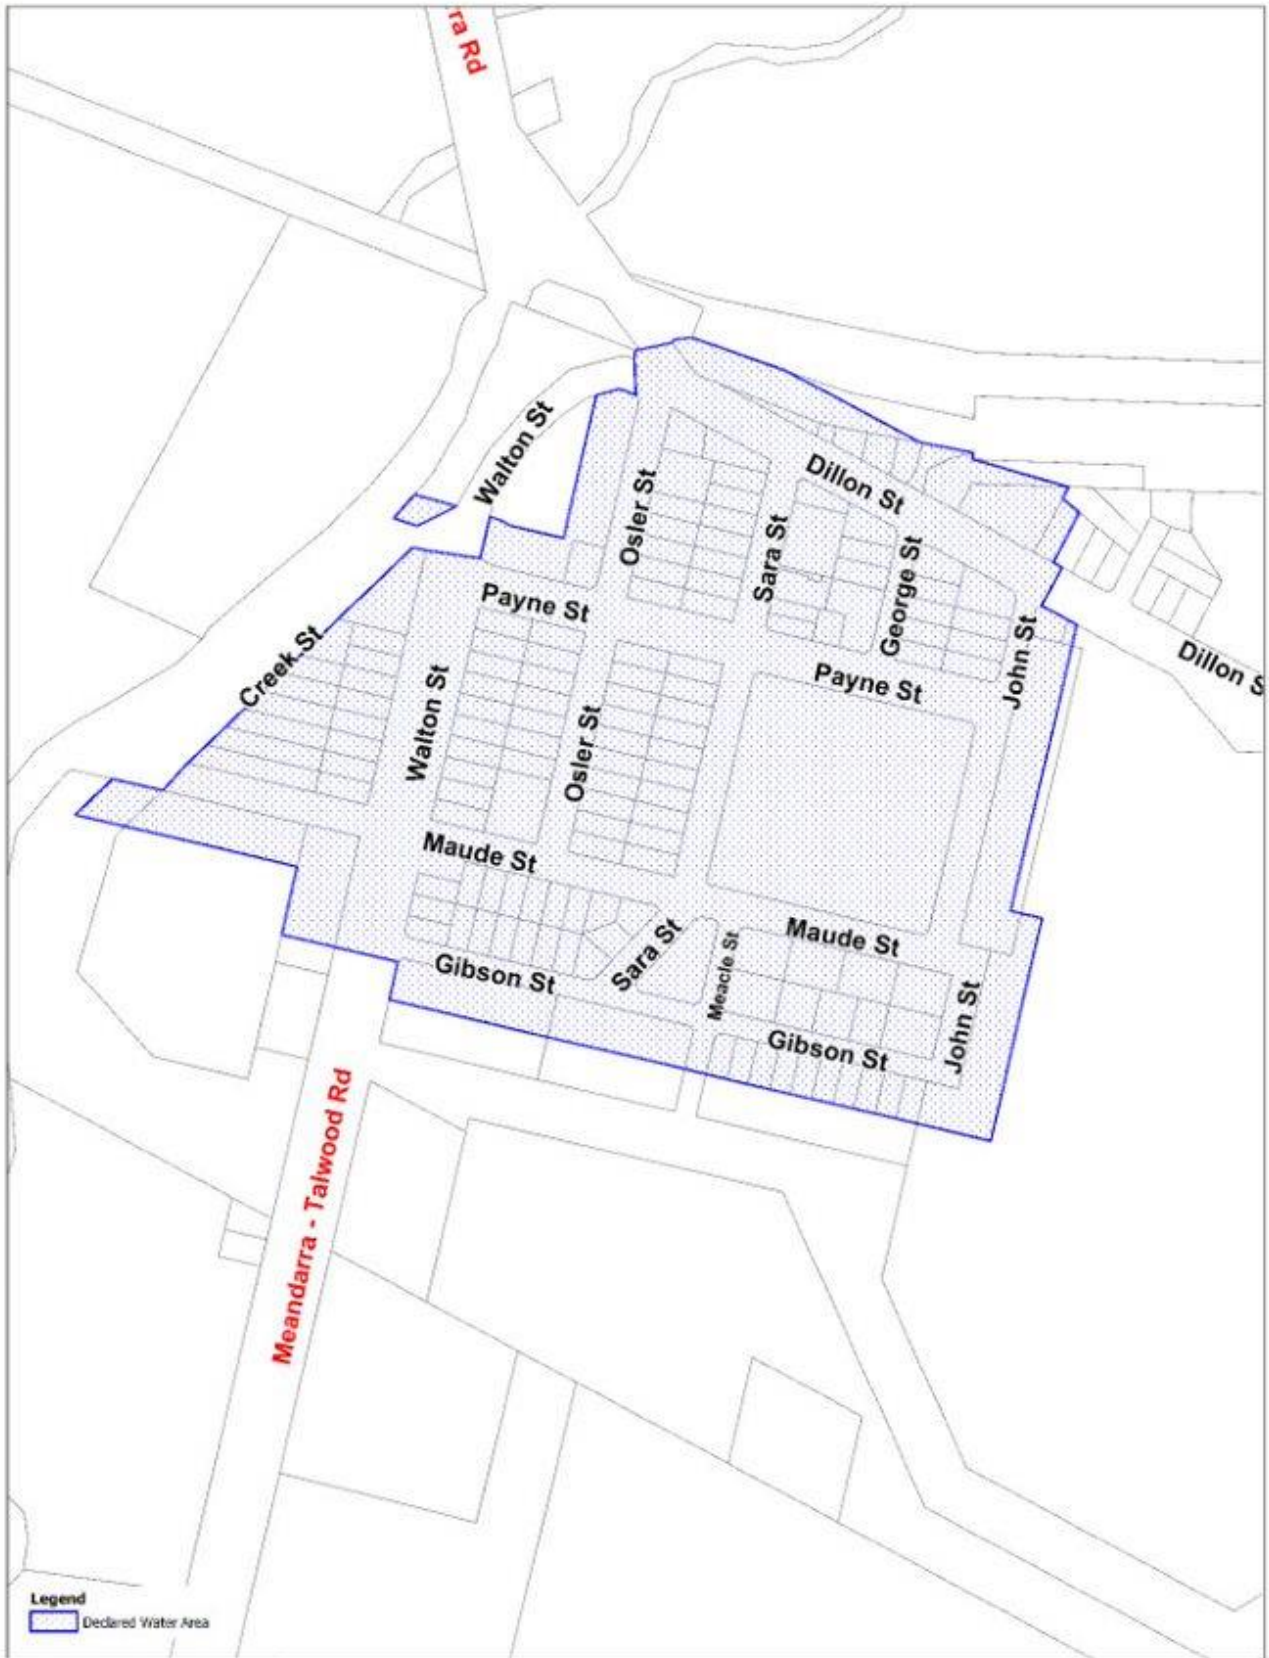 rra Rd
Walton St
Osler St
Dillon St
Sara St
George St
Payne St
John St
Dillon S
Creek St
Payne St
Walton St
Osler St
Maude St
Maude St
Sara St
Meacle St
Gibson St
John St
Gibson St
Meandarra - Talwood Rd
Legend
Declared Water Area